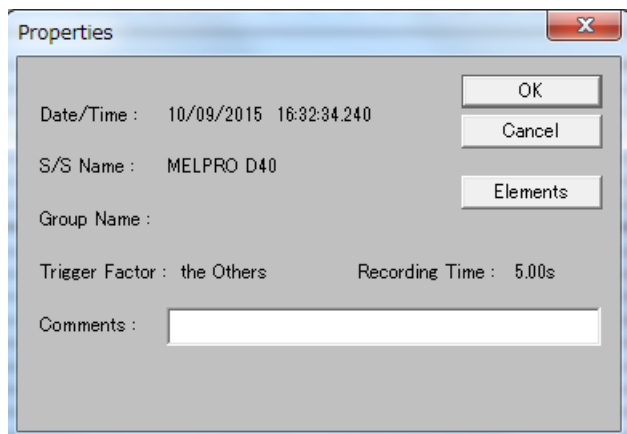 Properties
OK
Date/Time : 10/09/2015 16:32:34.240
Cancel
S/S Name : MELPRO D40
Elements
Group Name :
Trigger Factor : the Others Recording Time : 5.00s
Comments :